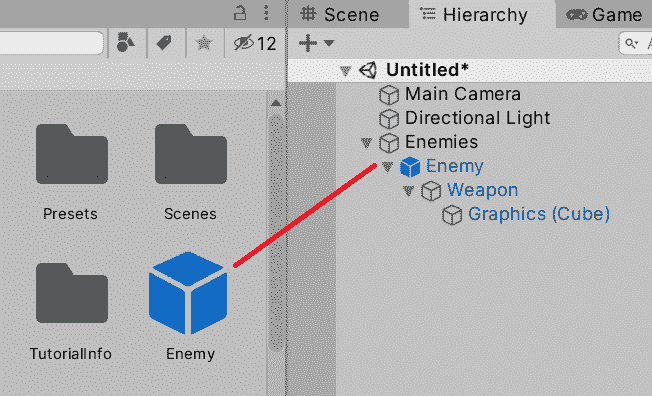 12
Presets
Scenes
TutorialInfo
Enemy
Scene
Hierarchy
Game
Untitled*
Main Camera
Directional Light
Enemies
Enemy
Weapon
Graphics (Cube)